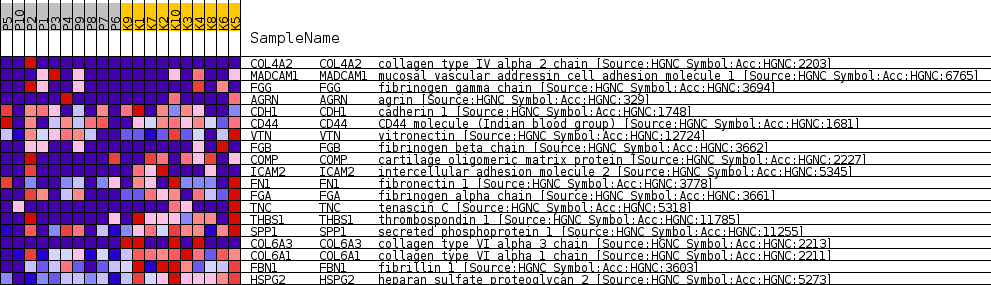 P5 P10 P2 P1 P3 P4 P9 P8 P7 P6 K9 K1 K7 K2 K10 K3 K4 K8 K6 K5
SampleName
COL4A2 COL4A2 collagen type IV alpha 2 chain [Source:HGNC Symbol;Acc:HGNC:2203]
MADCAM1 MADCAM1 mucosal vascular addressin cell adhesion molecule 1 [Source:HGNC Symbol;Acc:HGNC:6765]
FGG FGG fibrinogen gamma chain [Source:HGNC Symbol;Acc:HGNC:3694]
AGRN AGRN agrin [Source:HGNC Symbol;Acc:HGNC:329]
CDH1 CDH1 cadherin 1 [Source:HGNC Symbol;Acc:HGNC:1748]
CD44 CD44 CD44 molecule (Indian blood group) [Source:HGNC Symbol;Acc:HGNC:1681]
VTN VTN vitronectin [Source:HGNC Symbol;Acc:HGNC:12724]
FGB FGB fibrinogen beta chain [Source:HGNC Symbol;Acc:HGNC:3662]
COMP COMP cartilage oligomeric matrix protein [Source:HGNC Symbol;Acc:HGNC:2227]
ICAM2 ICAM2 intercellular adhesion molecule 2 [Source:HGNC Symbol;Acc:HGNC:5345]
FN1 FN1 fibronectin 1 [Source:HGNC Symbol;Acc:HGNC:3778]
FGA FGA fibrinogen alpha chain [Source:HGNC Symbol;Acc:HGNC:3661]
TNC TNC tenascin C [Source:HGNC Symbol;Acc:HGNC:5318]
THBS1 THBS1 thrombospondin 1 [Source:HGNC Symbol;Acc:HGNC:11785]
SPP1 SPP1 secreted phosphoprotein 1 [Source:HGNC Symbol;Acc:HGNC:11255]
COL6A3 COL6A3 collagen type VI alpha 3 chain [Source:HGNC Symbol;Acc:HGNC:2213]
COL6A1 COL6A1 collagen type VI alpha 1 chain [Source:HGNC Symbol;Acc:HGNC:2211]
FBN1 FBN1 fibrillin 1 [Source:HGNC Symbol;Acc:HGNC:3603]
HSPG2 HSPG2 heparan sulfate proteoglycan 2 [Source:HGNC Symbol;Acc:HGNC:5273]